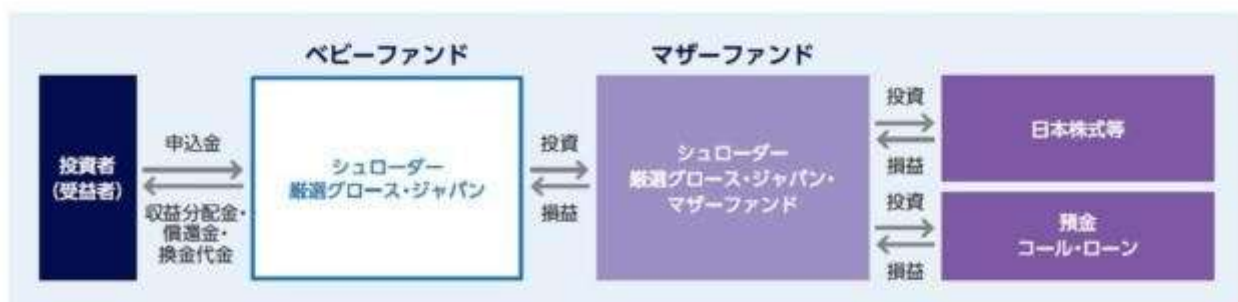 ベビーファンド
マザーファンド
投資者
(受益者)
申込金
収益分配金・
償還金・
換金代金
シュローダー
厳選グロース・ジャパン
投資
損益
シュローダー
厳選グロース・ジャパン・
マザーファンド
投資
損益
投資
損益
日本株式等
預金
コール・ローン